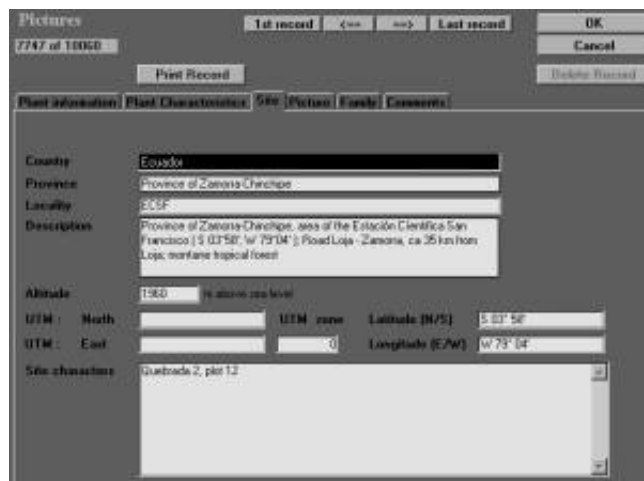 Pictures
1st record <== ==> Last record OK
7747 of 10060 Cancel
Print Record Delete Record
Plant information Plant Characteristics Site Picture Family Comments
Country Ecuador
Province Province of Zamora-Chinchipe
Locality ECSF
Description Province of Zamora-Chinchipe, area of the Estación Científica San
Francisco ( S 03°58', W 79°04' ); Road Loja - Zamora, ca 35 km from
Loja; montane tropical forest
Altitude 1960 m above sea level
UTM : North UTM zone Latitude (N/S) S 03° 58'
UTM : East 0 Longitude (E/W) W 79° 04'
Site characters Quebrada 2, plot 12